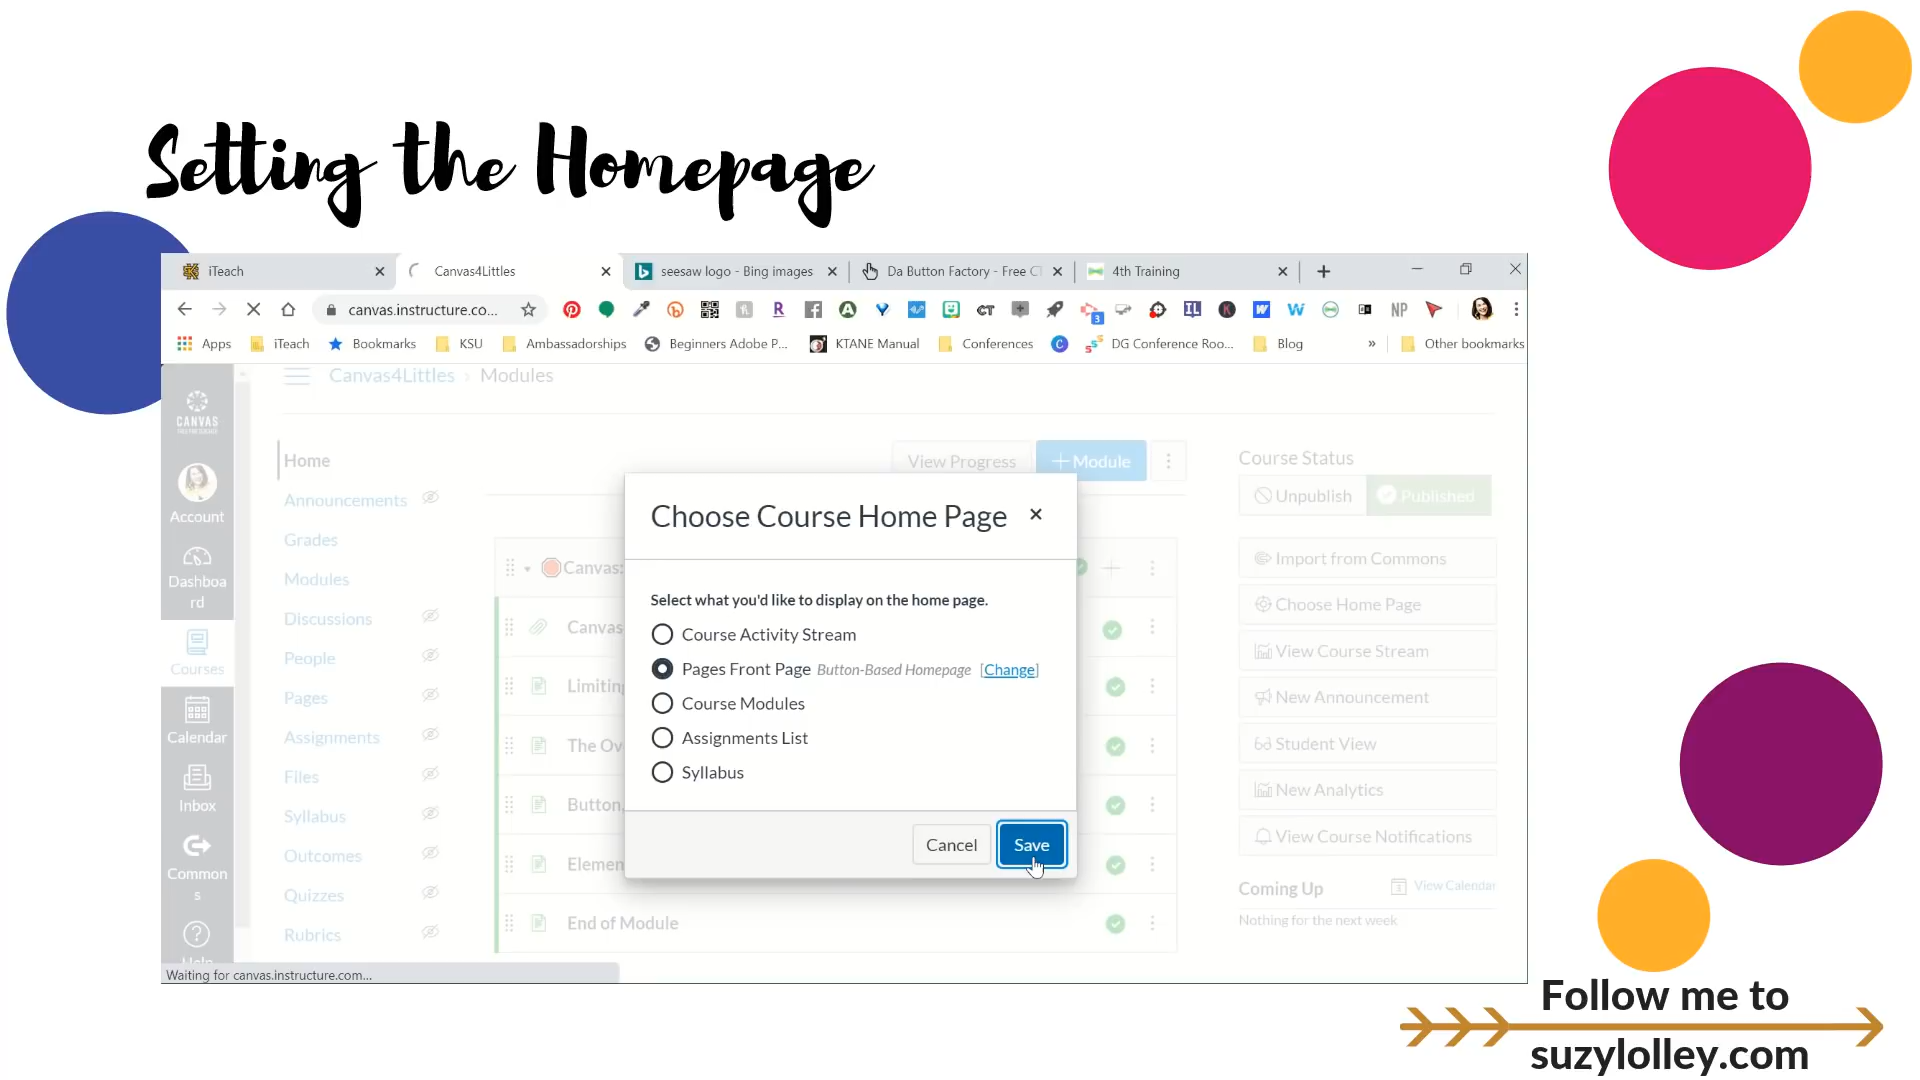 Setting the Homepage
iTeach
Canvas4Littles
seesaw logo - Bing images
Da Button Factory - Free CT
4th Training
canvas.instructure.co...
Apps
iTeach
Bookmarks
KSU
Ambassadorships
Beginners Adobe P...
KTANE Manual
Conferences
DG Conference Roo...
Blog
»
Other bookmarks
CANVAS
Account
Dashboa
rd
Courses
Calendar
Inbox
Common
s
Help
Canvas4Littles › Modules
Home
Announcements
Grades
Modules
Discussions
People
Pages
Assignments
Files
Syllabus
Outcomes
Quizzes
Rubrics
View Progress
+ Module
Canvas:
Canvas
Limiting
The Ov
Button
Elemen
End of Module
Choose Course Home Page
Select what you'd like to display on the home page.
Course Activity Stream
Pages Front Page Button-Based Homepage [Change]
Course Modules
Assignments List
Syllabus
Cancel
Save
Course Status
Unpublish
Published
Import from Commons
Choose Home Page
View Course Stream
New Announcement
Student View
New Analytics
View Course Notifications
Coming Up
View Calendar
Nothing for the next week
Waiting for canvas.instructure.com...
Follow me to
suzylolley.com